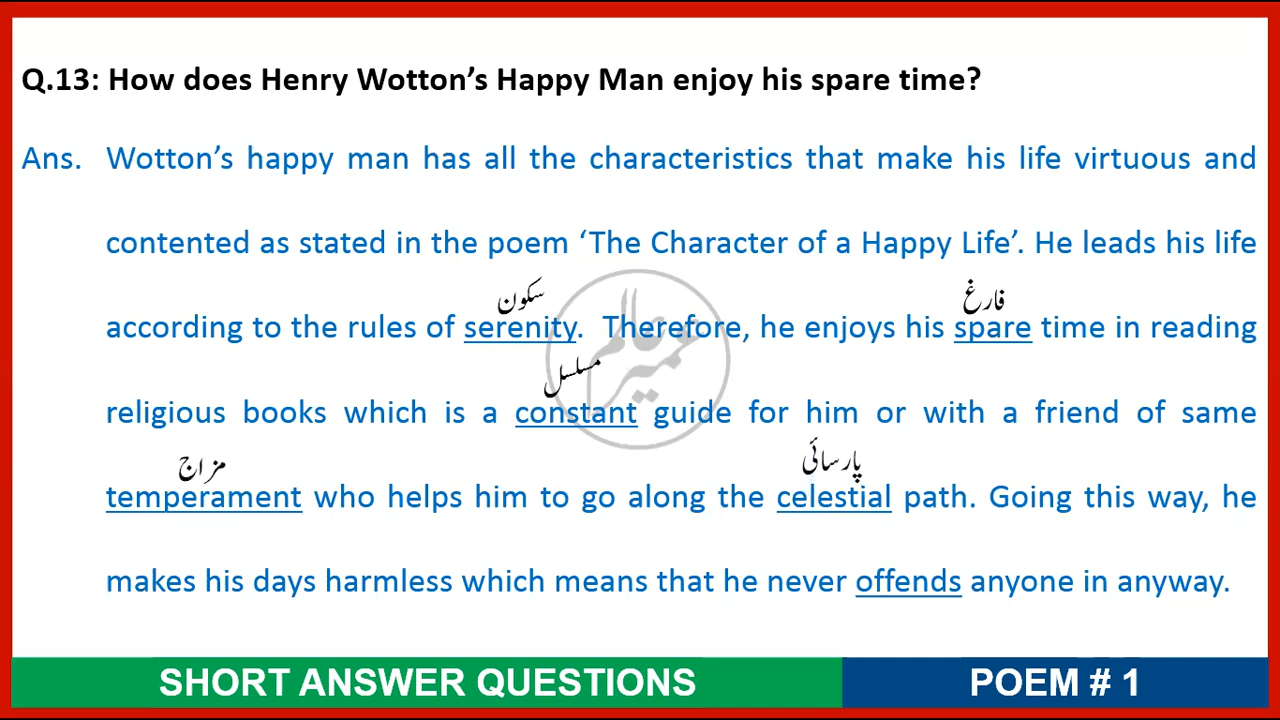 Q.13: How does Henry Wotton’s Happy Man enjoy his spare time?
Ans. Wotton’s happy man has all the characteristics that make his life virtuous and
contented as stated in the poem ‘The Character of a Happy Life’. He leads his life
سکون فارغ
according to the rules of serenity. Therefore, he enjoys his spare time in reading
مسلسل
religious books which is a constant guide for him or with a friend of same
مزاج پارسائی
temperament who helps him to go along the celestial path. Going this way, he
makes his days harmless which means that he never offends anyone in anyway.
عمیر عالم
SHORT ANSWER QUESTIONS POEM # 1